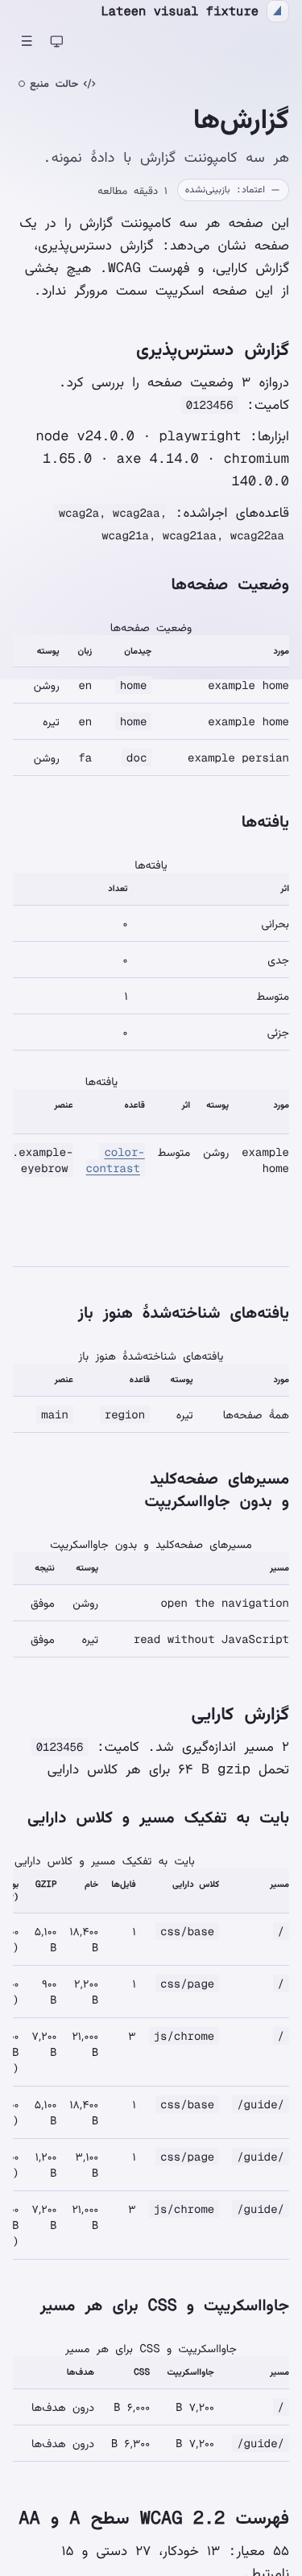 Lateen visual fixture
حالت منبع
گزارش‌ها
هر سه کامپوننت گزارش با دادهٔ نمونه.
— اعتماد: بازبینی‌نشده
۱ دقیقه مطالعه
این صفحه هر سه کامپوننت گزارش را در یک
صفحه نشان می‌دهد: گزارش دسترس‌پذیری،
گزارش کارایی، و فهرست WCAG. هیچ بخشی
از این صفحه اسکریپت سمت مرورگر ندارد.
گزارش دسترس‌پذیری
دروازه ۳ وضعیت صفحه را بررسی کرد.
کامیت: 0123456
ابزارها: node v24.0.0 · playwright
1.65.0 · axe 4.14.0 · chromium
140.0.0
قاعده‌های اجراشده: wcag2a, wcag2aa,
wcag21a, wcag21aa, wcag22aa
وضعیت صفحه‌ها
وضعیت صفحه‌ها
مورد چیدمان زبان پوسته
example home home en روشن
example home home en تیره
example persian doc fa روشن
یافته‌ها
یافته‌ها
اثر تعداد
بحرانی ۰
جدی ۰
متوسط ۱
جزئی ۰
یافته‌ها
مورد پوسته اثر قاعده عنصر
example روشن متوسط color- .example-
home contrast eyebrow
یافته‌های شناخته‌شدهٔ هنوز باز
یافته‌های شناخته‌شدهٔ هنوز باز
مورد پوسته قاعده عنصر
همهٔ صفحه‌ها تیره region main
مسیرهای صفحه‌کلید
و بدون جاوااسکریپت
مسیرهای صفحه‌کلید و بدون جاوااسکریپت
مسیر پوسته نتیجه
open the navigation روشن موفق
read without JavaScript تیره موفق
گزارش کارایی
۲ مسیر اندازه‌گیری شد. کامیت: 0123456
تحمل ۶۴ B gzip برای هر کلاس دارایی
بایت به تفکیک مسیر و کلاس دارایی
بایت به تفکیک مسیر و کلاس دارایی
مسیر کلاس دارایی فایل‌ها خام GZIP
/ css/base ۱ ۱۸,۴۰۰ B ۵,۱۰۰ B
/ css/page ۱ ۲,۲۰۰ B ۹۰۰ B
/ js/chrome ۳ ۲۱,۰۰۰ B ۷,۲۰۰ B
/guide/ css/base ۱ ۱۸,۴۰۰ B ۵,۱۰۰ B
/guide/ css/page ۱ ۳,۱۰۰ B ۱,۲۰۰ B
/guide/ js/chrome ۳ ۲۱,۰۰۰ B ۷,۲۰۰ B
جاوااسکریپت و CSS برای هر مسیر
جاوااسکریپت و CSS برای هر مسیر
مسیر جاوااسکریپت CSS هدف‌ها
/ ۷,۲۰۰ B ۶,۰۰۰ B درون هدف‌ها
/guide/ ۷,۲۰۰ B ۶,۳۰۰ B درون هدف‌ها
فهرست WCAG 2.2 سطح A و AA
۵۵ معیار: ۱۳ خودکار، ۲۷ دستی و ۱۵
نامرتبط.